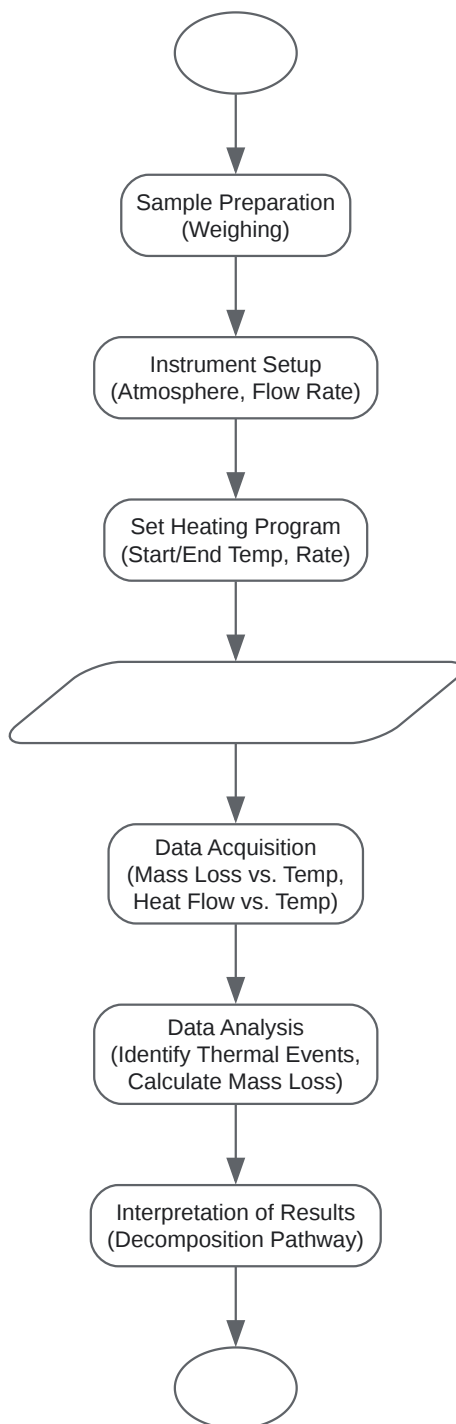 Sample Preparation
(Weighing)
Instrument Setup
(Atmosphere, Flow Rate)
Set Heating Program
(Start/End Temp, Rate)
Data Acquisition
(Mass Loss vs. Temp,
Heat Flow vs. Temp)
Data Analysis
(Identify Thermal Events,
Calculate Mass Loss)
Interpretation of Results
(Decomposition Pathway)